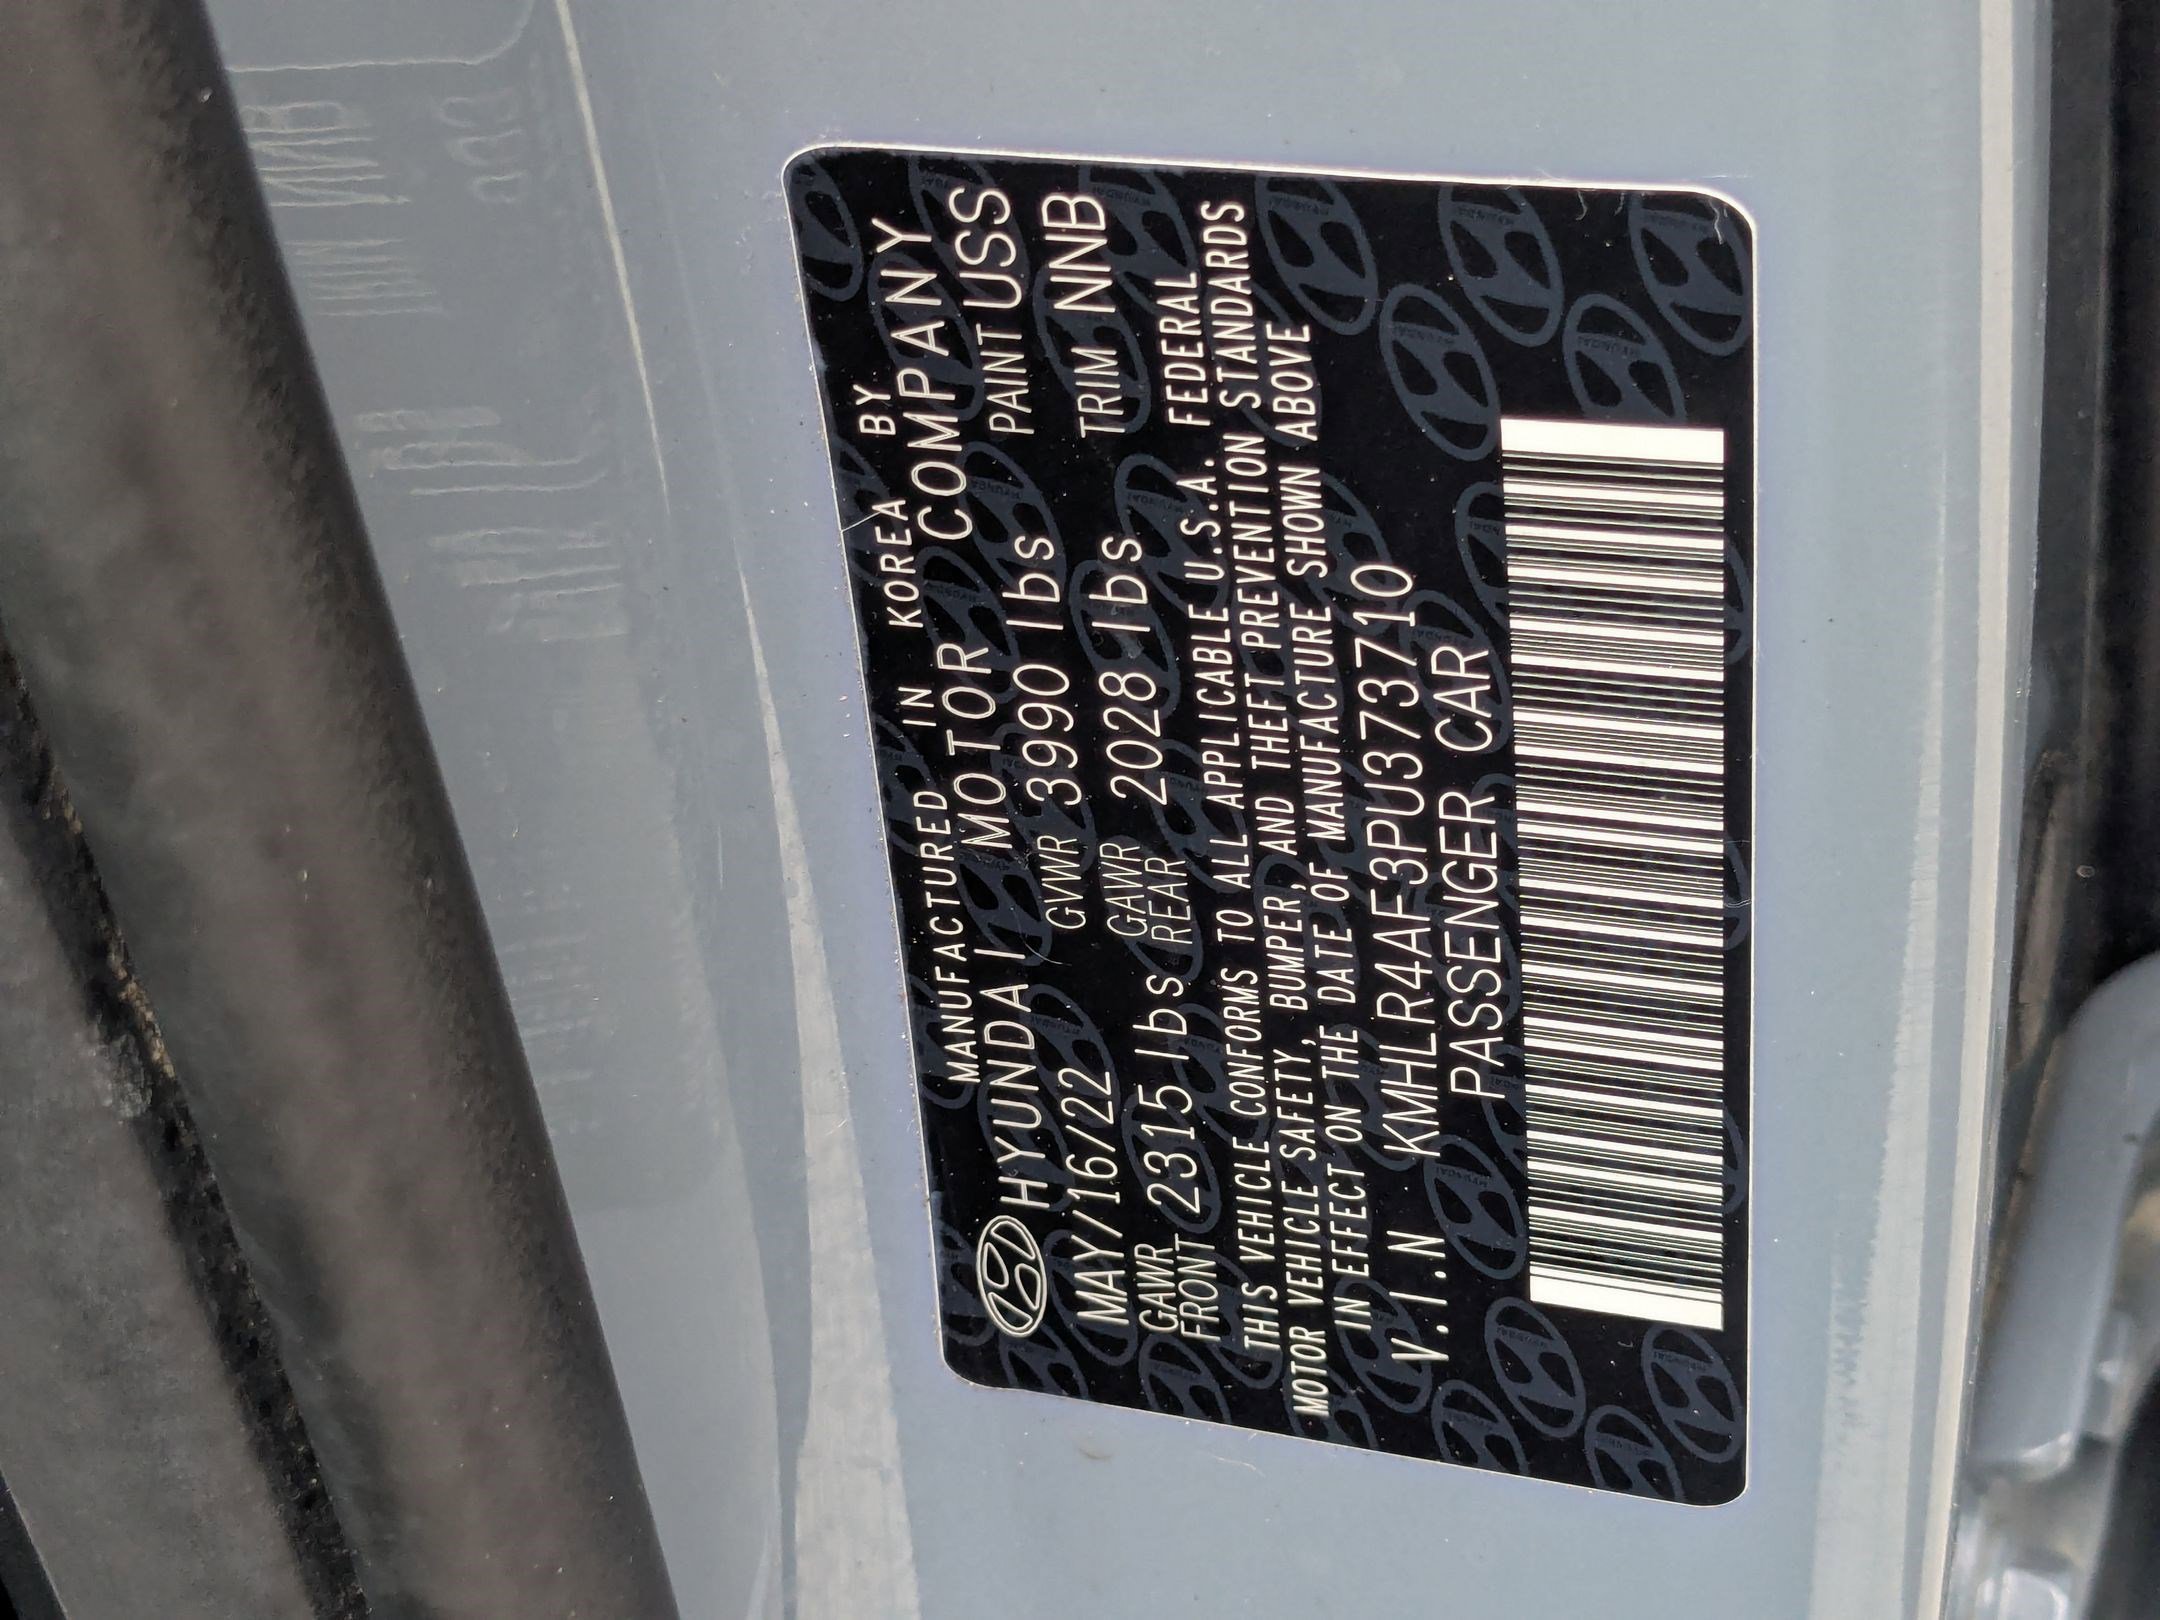 MANUFACTURED IN KOREA BY
HYUNDAI MOTOR COMPANY
MAY/16/22 GVWR 3990 lbs PAINT USS
GAWR FRONT 2315 lbs GAWR REAR 2028 lbs TRIM NNB
THIS VEHICLE CONFORMS TO ALL APPLICABLE U.S.A. FEDERAL
MOTOR VEHICLE SAFETY, BUMPER, AND THEFT PREVENTION STANDARDS
IN EFFECT ON THE DATE OF MANUFACTURE SHOWN ABOVE
V.I.N KMHLR4AF3PU373710
PASSENGER CAR